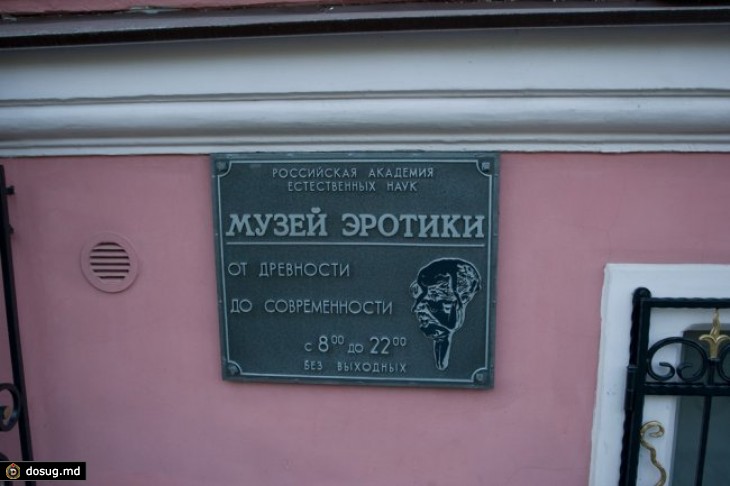 РОССИЙСКАЯ АКАДЕМИЯ
ЕСТЕСТВЕННЫХ НАУК
МУЗЕЙ ЭРОТИКИ
ОТ ДРЕВНОСТИ
ДО СОВРЕМЕННОСТИ
С 8⁰⁰ ДО 22⁰⁰
БЕЗ ВЫХОДНЫХ
dosug.md